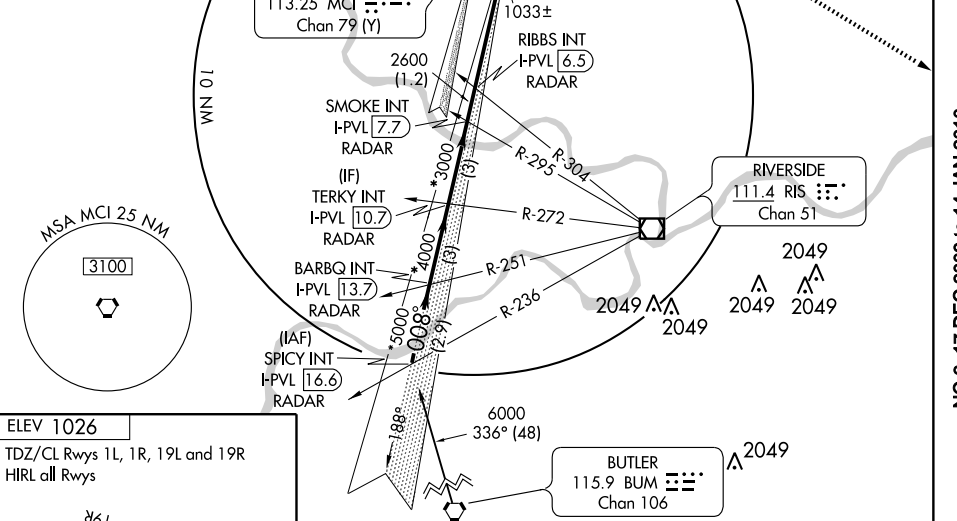 113.25 MCI
Chan 79 (Y)
1033±
RIBBS INT
I-PVL 6.5
RADAR
2600
(1.2)
10 NM
SMOKE INT
I-PVL 7.7
RADAR
R-304
R-295
*3000
(3)
(IF)
TERKY INT
I-PVL 10.7
RADAR
R-272
RIVERSIDE
111.4 RIS
Chan 51
MSA MCI 25 NM
3100
*4000
(3)
BARBQ INT
I-PVL 13.7
RADAR
R-251
R-236
2049
2049
2049
2049
2049
008°
*5000
(2.9)
(IAF)
SPICY INT
I-PVL 16.6
RADAR
188°
6000
336° (48)
BUTLER
115.9 BUM
Chan 106
2049
ELEV 1026
TDZ/CL Rwys 1L, 1R, 19L and 19R
HIRL all Rwys
19R